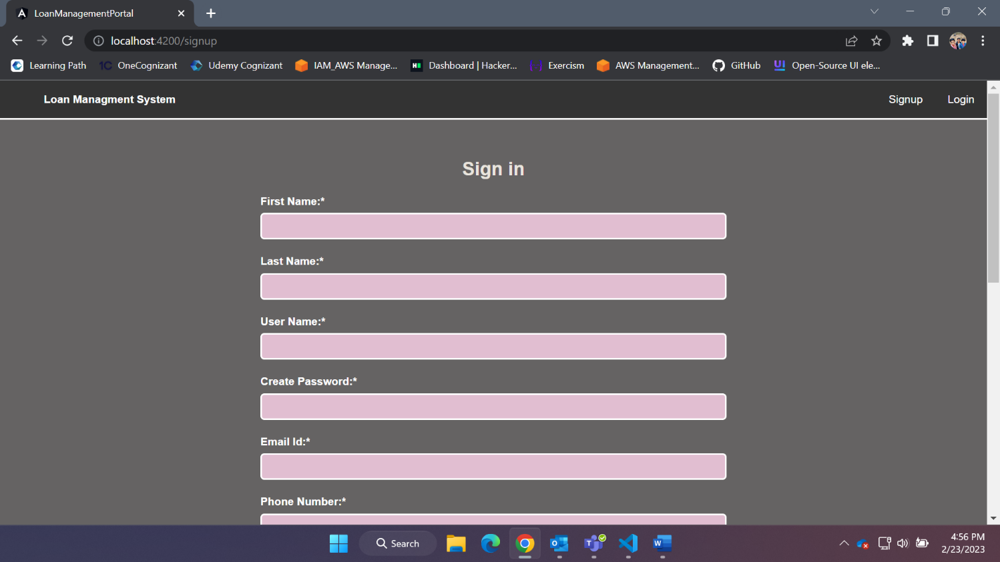 LoanManagementPortal
localhost:4200/signup
Learning Path 1C OneCognizant Udemy Cognizant IAM_AWS Manage... Dashboard | Hacker... Exercism AWS Management... GitHub Open-Source UI ele...
Loan Managment System Signup Login
Sign in
First Name:*
Last Name:*
User Name:*
Create Password:*
Email Id:*
Phone Number:*
Search
4:56 PM
2/23/2023